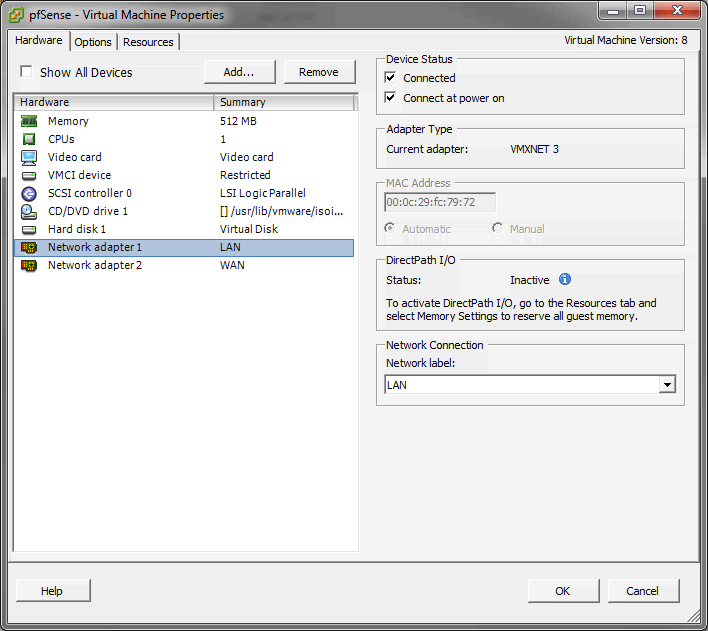 pfSense - Virtual Machine Properties
Hardware Options Resources
Virtual Machine Version: 8
Show All Devices Add... Remove
Hardware Summary
Memory 512 MB
CPUs 1
Video card Video card
VMCI device Restricted
SCSI controller 0 LSI Logic Parallel
CD/DVD drive 1 [] /usr/lib/vmware/isoi...
Hard disk 1 Virtual Disk
Network adapter 1 LAN
Network adapter 2 WAN
Device Status
Connected
Connect at power on
Adapter Type
Current adapter: VMXNET 3
MAC Address
00:0c:29:fc:79:72
Automatic Manual
DirectPath I/O
Status: Inactive
To activate DirectPath I/O, go to the Resources tab and
select Memory Settings to reserve all guest memory.
Network Connection
Network label:
LAN
Help OK Cancel